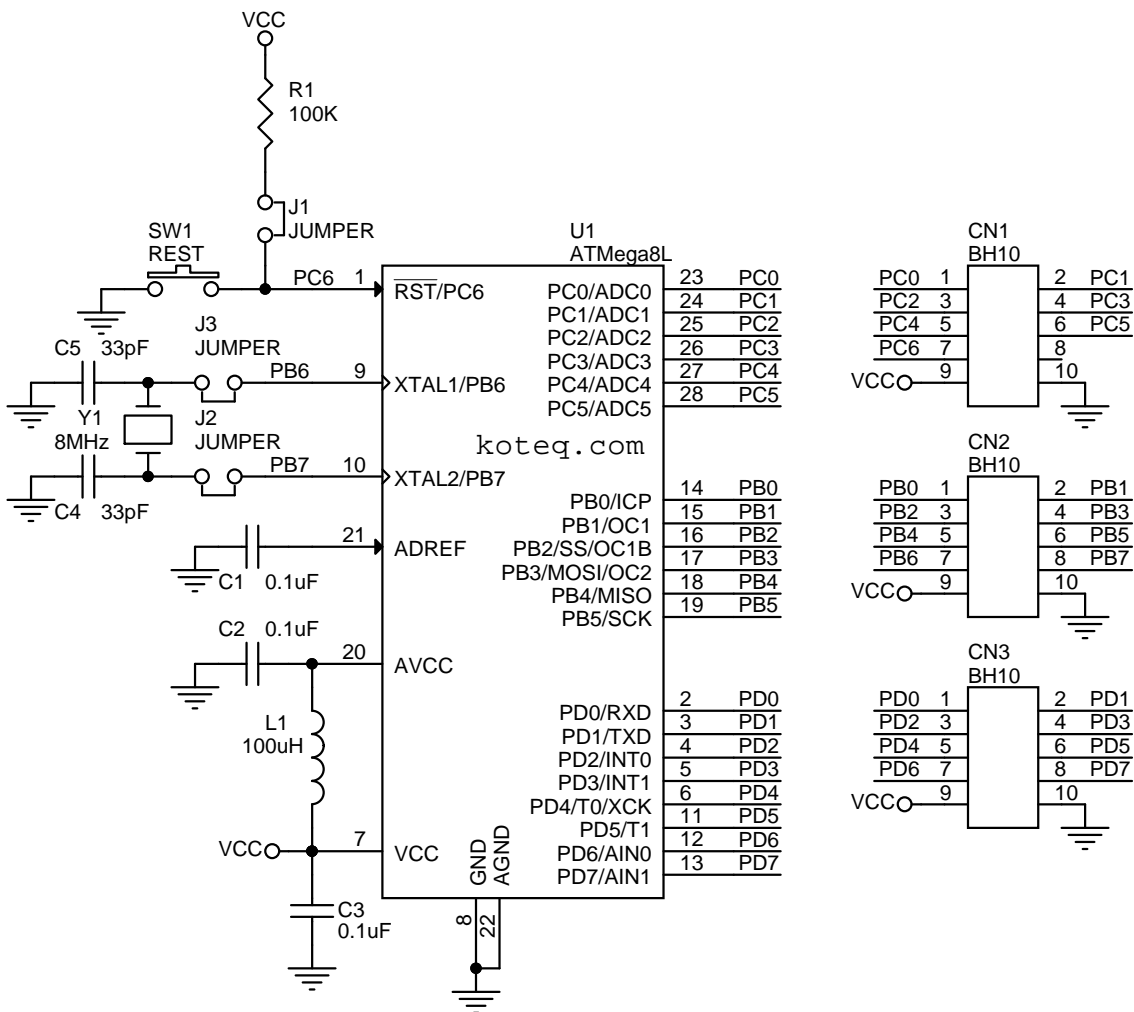 VCC
R1
100K
J1
JUMPER
SW1
REST
PC6 1
J3
JUMPER
C5 33pF
PB6 9
Y1
8MHz
J2
JUMPER
PB7 10
C4 33pF
21
C1 0.1uF
C2 0.1uF
20
L1
100uH
VCC 7
C3
0.1uF
U1
ATMega8L
RST/PC6
XTAL1/PB6
XTAL2/PB7
ADREF
AVCC
VCC
GND
AGND
8
22
koteq.com
PC0/ADC0 23 PC0
PC1/ADC1 24 PC1
PC2/ADC2 25 PC2
PC3/ADC3 26 PC3
PC4/ADC4 27 PC4
PC5/ADC5 28 PC5
PB0/ICP 14 PB0
PB1/OC1 15 PB1
PB2/SS/OC1B 16 PB2
PB3/MOSI/OC2 17 PB3
PB4/MISO 18 PB4
PB5/SCK 19 PB5
PD0/RXD 2 PD0
PD1/TXD 3 PD1
PD2/INT0 4 PD2
PD3/INT1 5 PD3
PD4/T0/XCK 6 PD4
PD5/T1 11 PD5
PD6/AIN0 12 PD6
PD7/AIN1 13 PD7
CN1
BH10
PC0 1 2 PC1
PC2 3 4 PC3
PC4 5 6 PC5
PC6 7 8
VCC 9 10
CN2
BH10
PB0 1 2 PB1
PB2 3 4 PB3
PB4 5 6 PB5
PB6 7 8 PB7
VCC 9 10
CN3
BH10
PD0 1 2 PD1
PD2 3 4 PD3
PD4 5 6 PD5
PD6 7 8 PD7
VCC 9 10